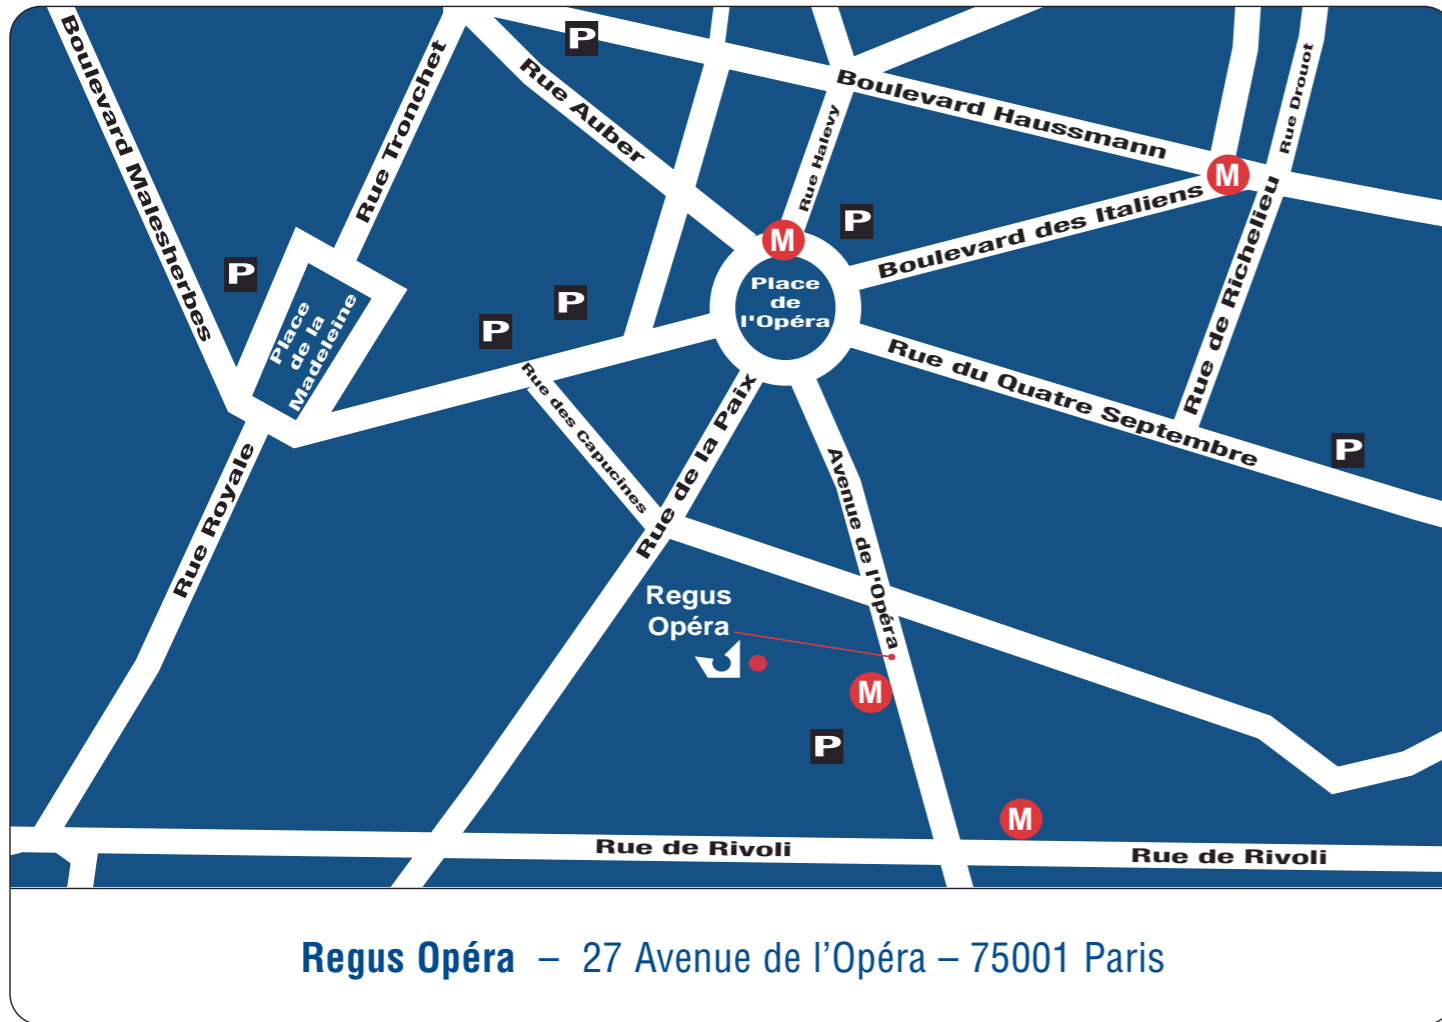 P
Boulevard Malesherbes
Rue Tronchet
Rue Auber
Boulevard Haussmann
Rue Drouot
Rue Halevy
M
P
M
Boulevard des Italiens
Rue de Richelieu
P
Place
de la
Madeleine
P
P
Place
de
l'Opéra
Rue du Quatre Septembre
P
Rue des Capucines
Rue de la Paix
Avenue de l'Opéra
Rue Royale
Regus
Opéra
M
P
M
Rue de Rivoli
Rue de Rivoli
Regus Opéra – 27 Avenue de l’Opéra – 75001 Paris